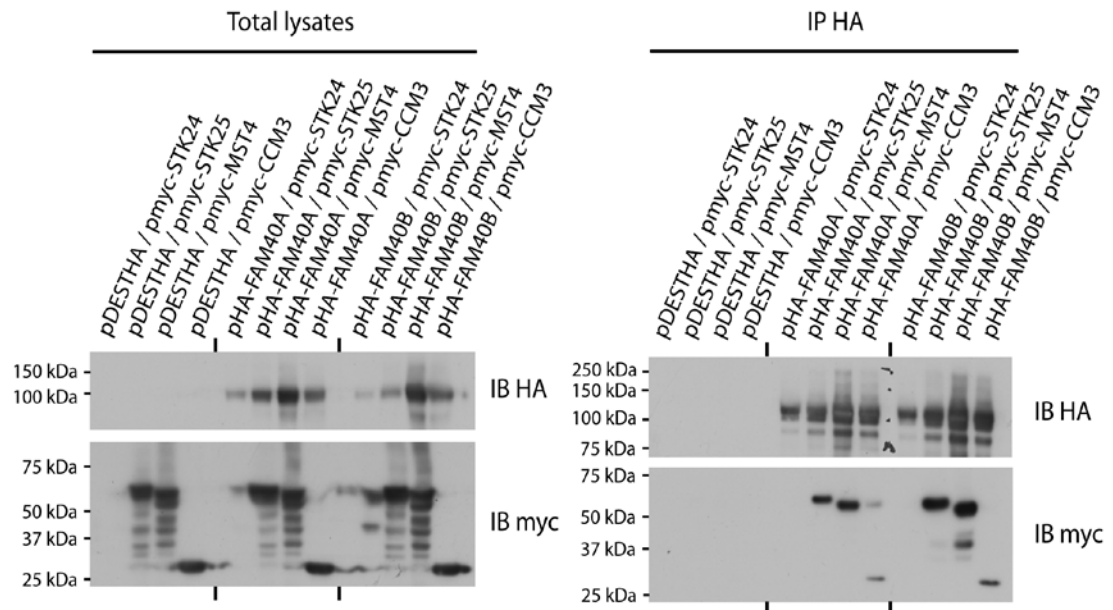 Total lysates
pDESTHA / pmyc-STK24
pDESTHA / pmyc-STK25
pDESTHA / pmyc-MST4
pDESTHA / pmyc-CCM3
pHA-FAM40A / pmyc-STK24
pHA-FAM40A / pmyc-STK25
pHA-FAM40A / pmyc-MST4
pHA-FAM40A / pmyc-CCM3
pHA-FAM40B / pmyc-STK24
pHA-FAM40B / pmyc-STK25
pHA-FAM40B / pmyc-MST4
pHA-FAM40B / pmyc-CCM3
150 kDa
100 kDa
IB HA
75 kDa
50 kDa
37 kDa
25 kDa
IB myc
IP HA
pDESTHA / pmyc-STK24
pDESTHA / pmyc-STK25
pDESTHA / pmyc-MST4
pDESTHA / pmyc-CCM3
pHA-FAM40A / pmyc-STK24
pHA-FAM40A / pmyc-STK25
pHA-FAM40A / pmyc-MST4
pHA-FAM40A / pmyc-CCM3
pHA-FAM40B / pmyc-STK24
pHA-FAM40B / pmyc-STK25
pHA-FAM40B / pmyc-MST4
pHA-FAM40B / pmyc-CCM3
250 kDa
150 kDa
100 kDa
75 kDa
IB HA
75 kDa
50 kDa
37 kDa
25 kDa
IB myc